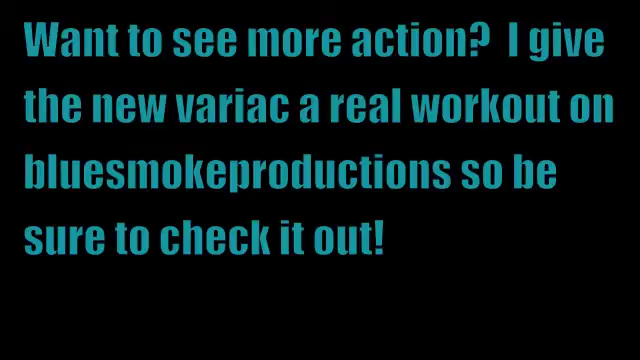 Want to see more action?  I give
the new variac a real workout on
bluesmokeproductions so be
sure to check it out!